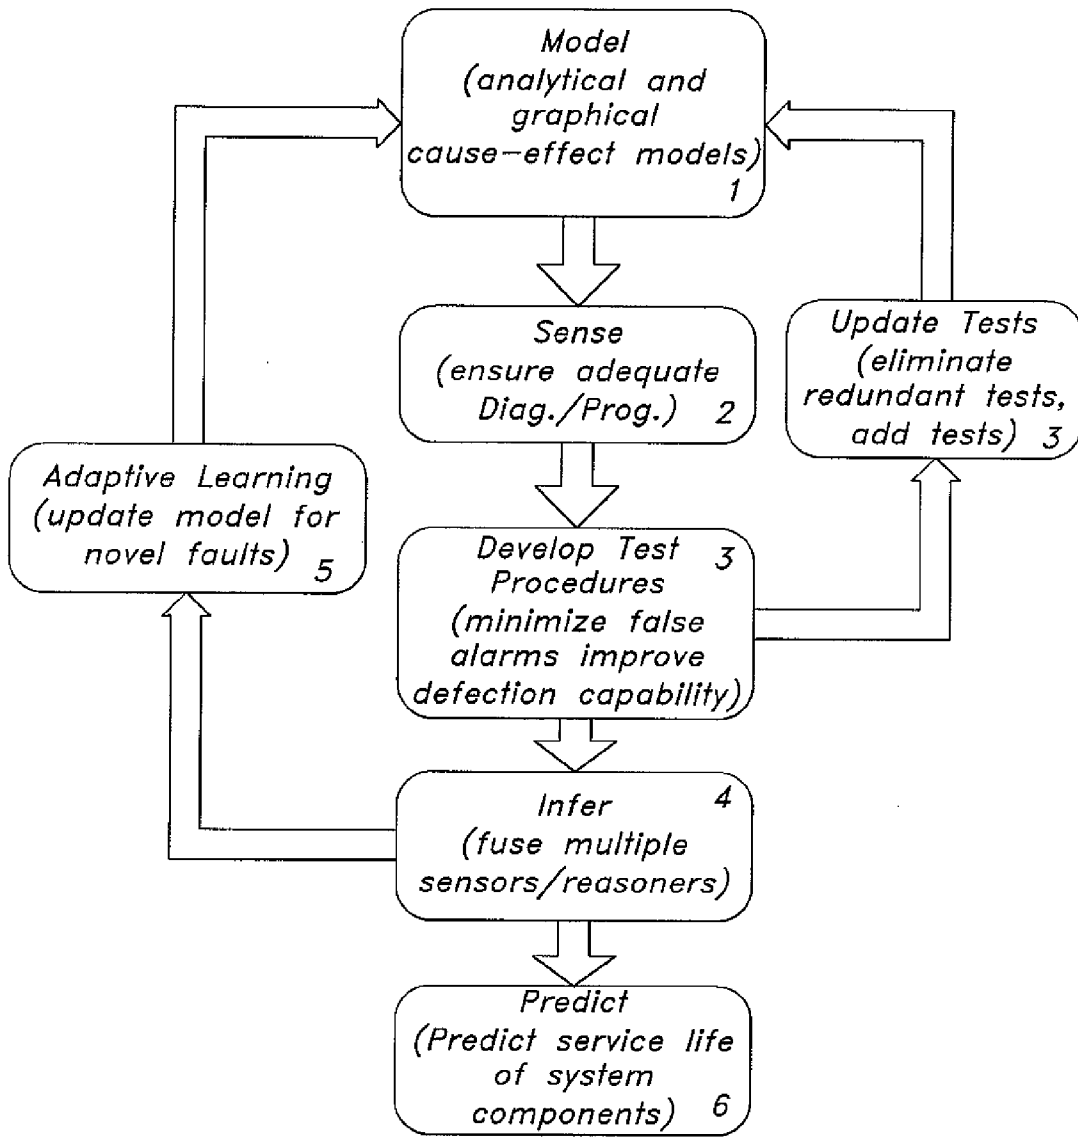 Model
(analytical and
graphical
cause-effect models)
1
Sense
(ensure adequate
Diag./Prog.) 2
Update Tests
(eliminate
redundant tests,
add tests) 3
Adaptive Learning
(update model for
novel faults) 5
Develop Test 3
Procedures
(minimize false
alarms improve
defection capability)
Infer 4
(fuse multiple
sensors/reasoners)
Predict
(Predict service life
of system
components) 6